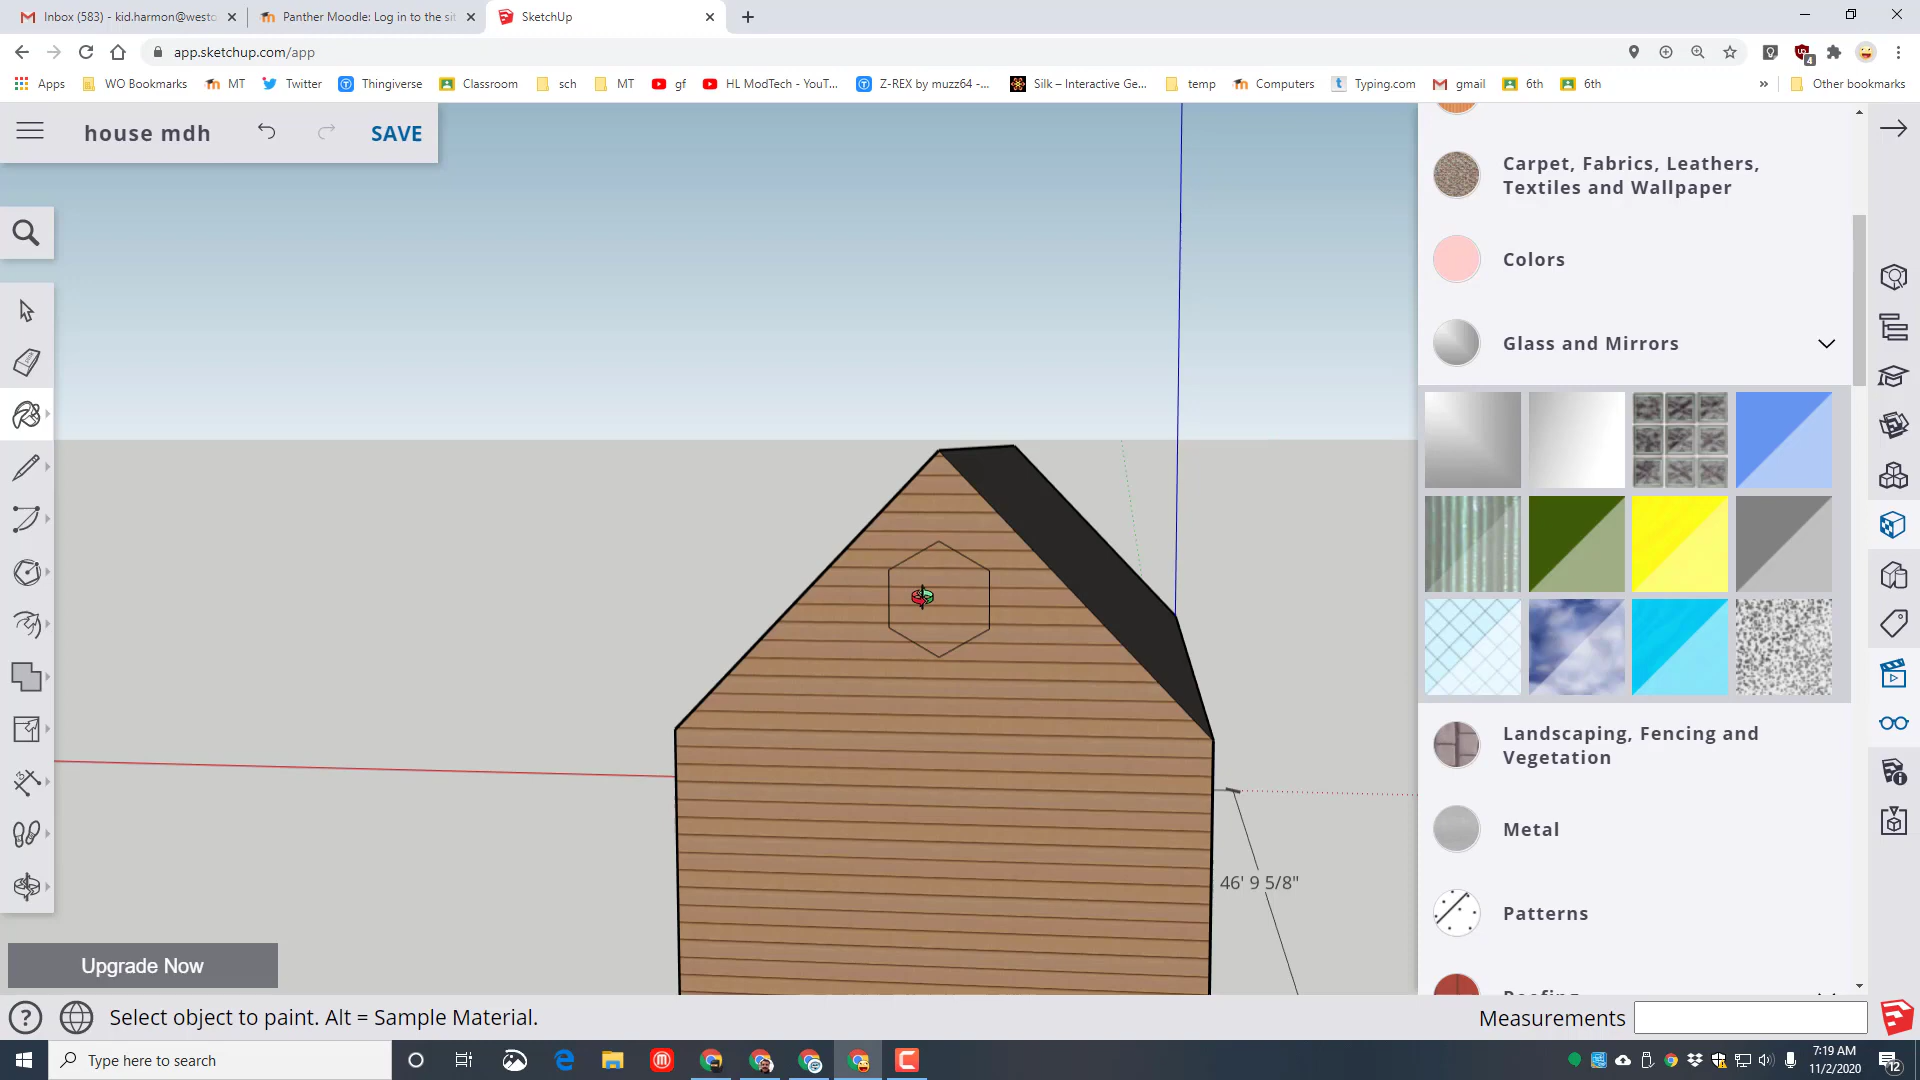 Inbox (583) - kid.harmon@westo
Panther Moodle: Log in to the sit
SketchUp
app.sketchup.com/app
4
Apps
WO Bookmarks
MT
Twitter
Thingiverse
Classroom
sch
MT
gf
HL ModTech - YouT...
Z-REX by muzz64 -...
Silk – Interactive Ge...
temp
Computers
Typing.com
gmail
6th
6th
»
Other bookmarks
house mdh
SAVE
Carpet, Fabrics, Leathers,
Textiles and Wallpaper
Colors
Glass and Mirrors
Landscaping, Fencing and
Vegetation
Metal
Patterns
Roofing
46' 9 5/8"
Upgrade Now
Select object to paint. Alt = Sample Material.
Measurements
Type here to search
7:19 AM
11/2/2020
12